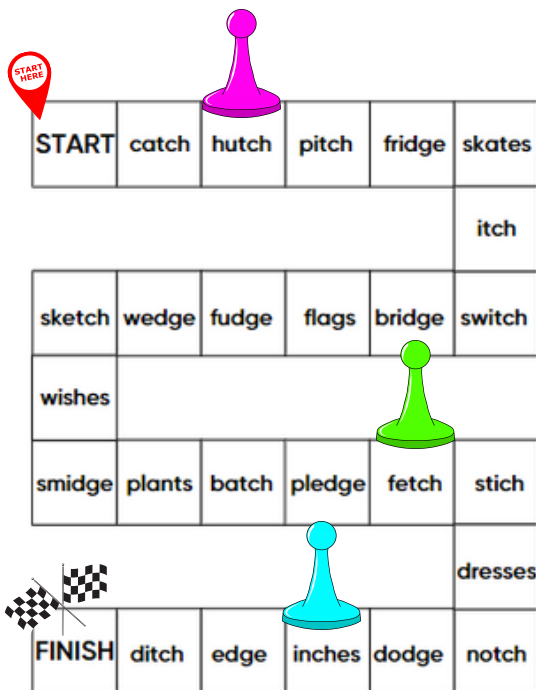 START
HERE
START catch hutch pitch fridge skates
itch
sketch wedge fudge flags bridge switch
wishes
smidge plants batch pledge fetch stich
dresses
FINISH ditch edge inches dodge notch